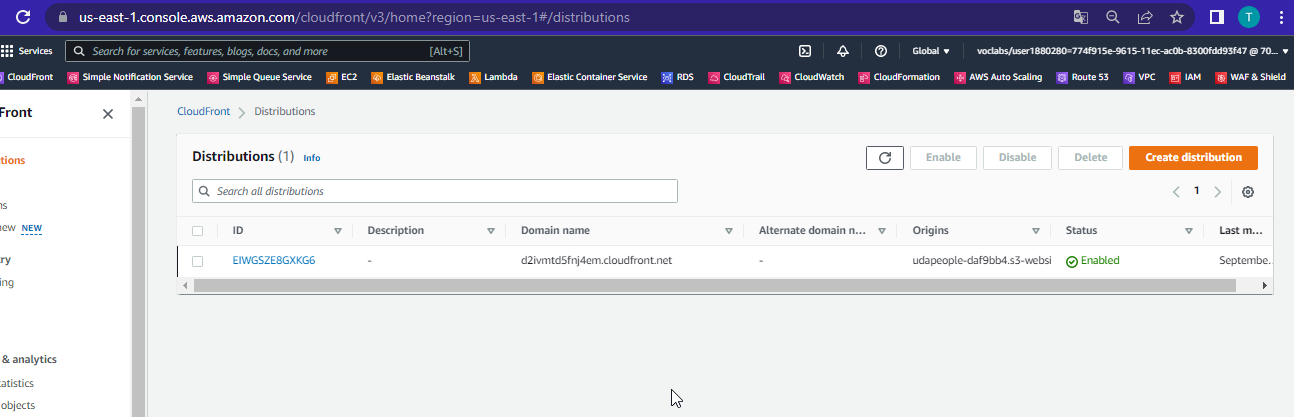 us-east-1.console.aws.amazon.com/cloudfront/v3/home?region=us-east-1#/distributions
Services Search for services, features, blogs, docs, and more [Alt+S] Global voclabs/user1880280=774f915e-9615-11ec-ac0b-8300fdd93f47 @ 70...
CloudFront Simple Notification Service Simple Queue Service EC2 Elastic Beanstalk Lambda Elastic Container Service RDS CloudTrail CloudWatch CloudFormation AWS Auto Scaling Route 53 VPC IAM WAF & Shield
Front
CloudFront Distributions
Distributions (1) Info Enable Disable Delete Create distribution
tions
Search all distributions 1
ns
new NEW
ID Description Domain name Alternate domain n... Origins Status Last m...
ry
EIWGSZE8GXKG6 - d2ivmtd5fnj4em.cloudfront.net - udapeople-daf9bb4.s3-websi Enabled Septembe...
ing
& analytics
tatistics
objects